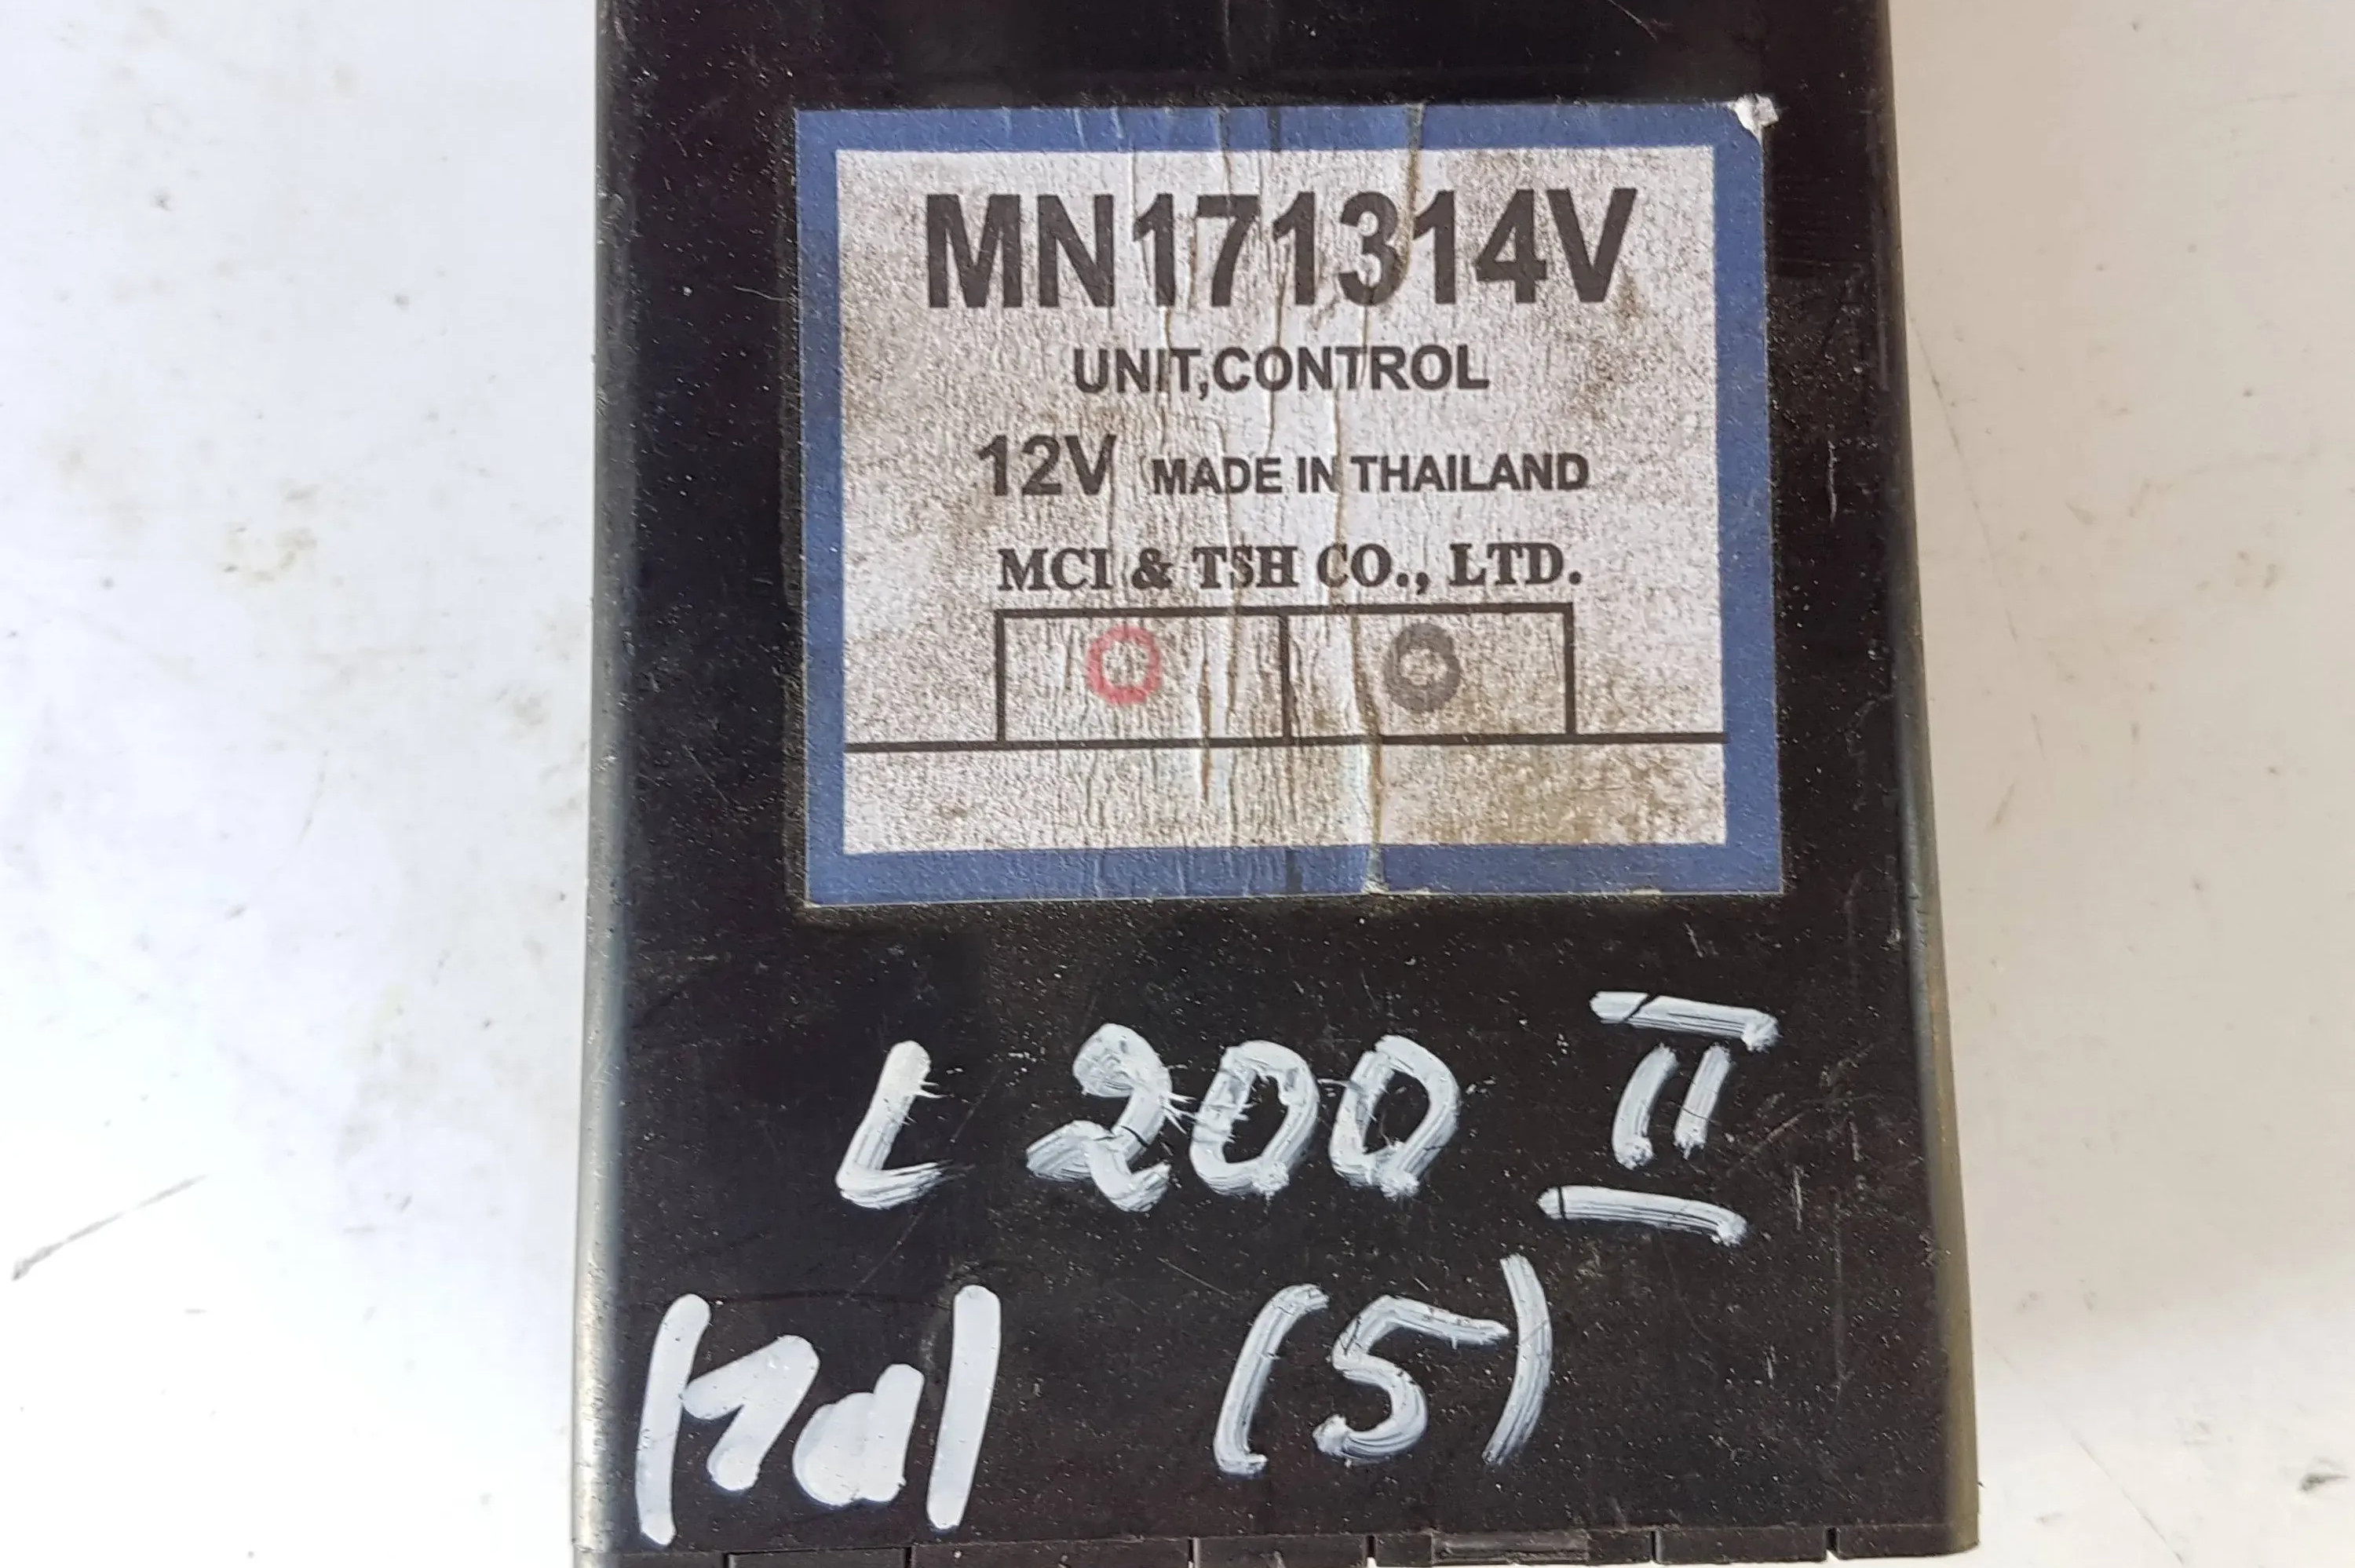 MN171314V
UNIT,CONTROL
12V MADE IN THAILAND
MCI & TSH CO., LTD.
L200 II
(5)